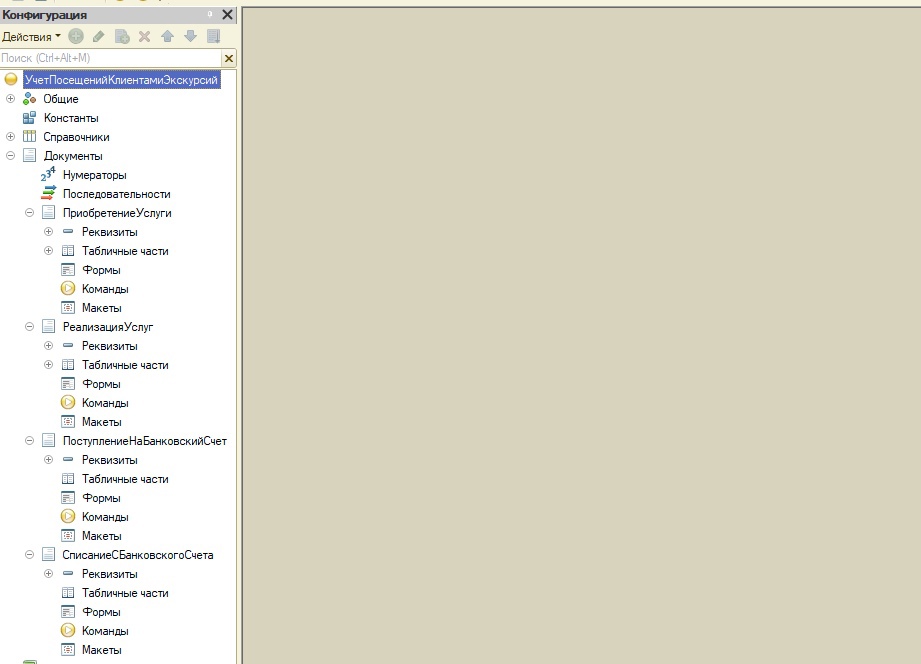 Конфигурация
Действия
Поиск (Ctrl+Alt+M)
УчетПосещенийКлиентамиЭкскурсий
Общие
Константы
Справочники
Документы
Нумераторы
Последовательности
ПриобретениеУслуги
Реквизиты
Табличные части
Формы
Команды
Макеты
РеализацияУслуг
Реквизиты
Табличные части
Формы
Команды
Макеты
ПоступлениеНаБанковскийСчет
Реквизиты
Табличные части
Формы
Команды
Макеты
СписаниеСБанковскогоСчета
Реквизиты
Табличные части
Формы
Команды
Макеты